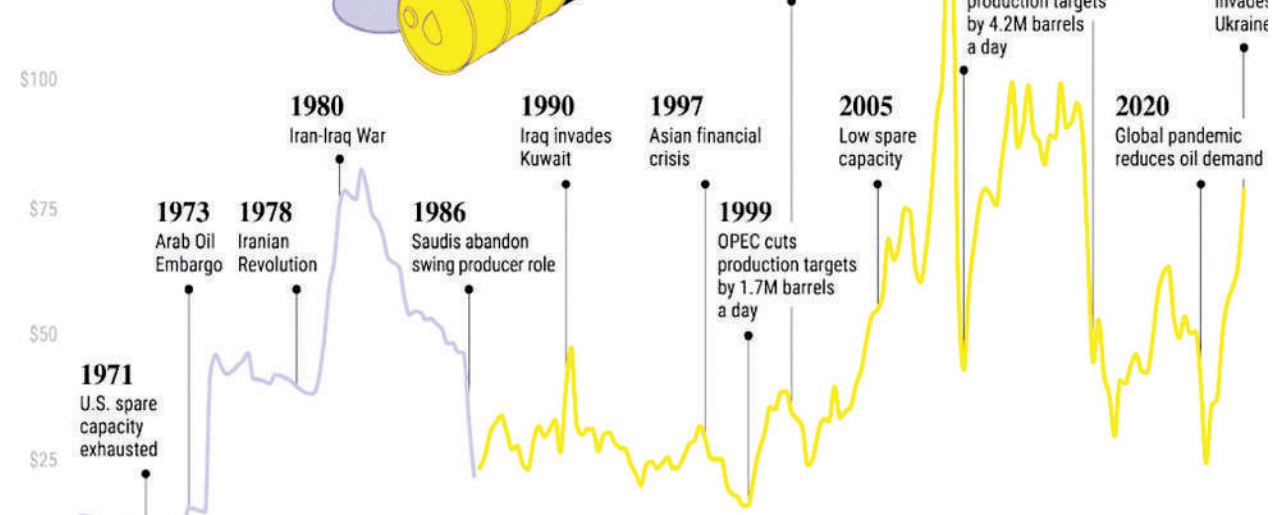 production targets
by 4.2M barrels
a day
invades
Ukraine
$100
1980
Iran-Iraq War
1990
Iraq invades
Kuwait
1997
Asian financial
crisis
2005
Low spare
capacity
2020
Global pandemic
reduces oil demand
$75
1973
Arab Oil
Embargo
1978
Iranian
Revolution
1986
Saudis abandon
swing producer role
1999
OPEC cuts
production targets
by 1.7M barrels
a day
$50
1971
U.S. spare
capacity
exhausted
$25